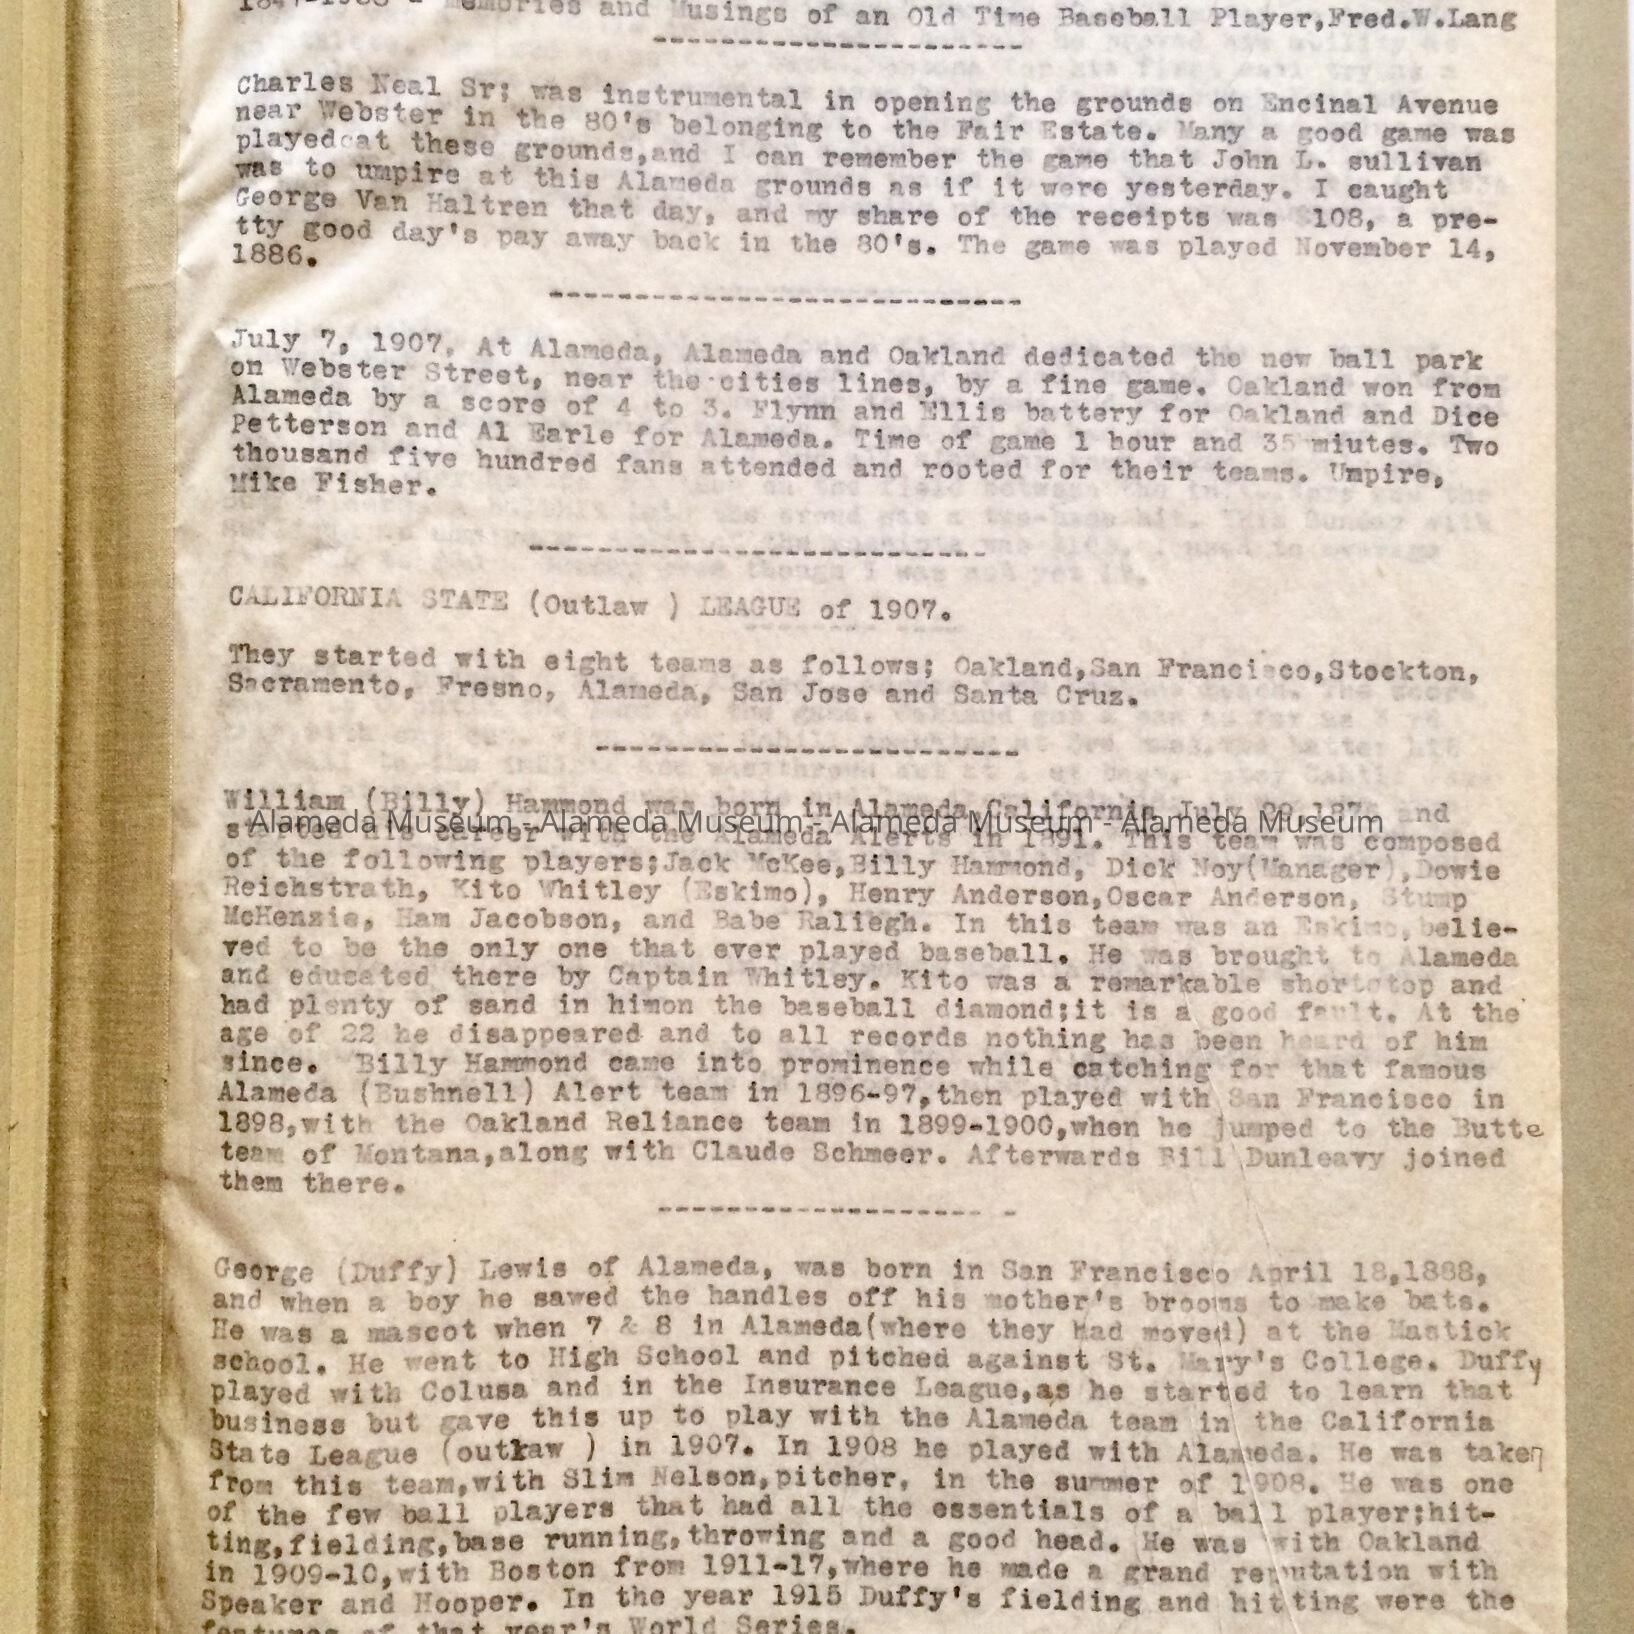 Memories and Musings of an Old Time Baseball Player,Fred.W.Lang
---------------------
Charles Neal Sr; was instrumental in opening the grounds on Encinal Avenue
near Webster in the 80's belonging to the Fair Estate. Many a good game was
played at these grounds,and I can remember the game that John L. sullivan
was to umpire at this Alameda grounds as if it were yesterday. I caught
George Van Haltren that day, and my share of the receipts was $108, a pre-
tty good day's pay away back in the 80's. The game was played November 14,
1886.
---------------------------
July 7, 1907. At Alameda, Alameda and Oakland dedicated the new ball park
on Webster Street, near the cities lines, by a fine game. Oakland won from
Alameda by a score of 4 to 3. Flynn and Ellis battery for Oakland and Dice
Petterson and Al Earle for Alameda. Time of game 1 hour and 35 miutes. Two
thousand five hundred fans attended and rooted for their teams. Umpire,
Mike Fisher.
--------------------------
CALIFORNIA STATE (Outlaw ) LEAGUE of 1907.
They started with eight teams as follows; Oakland,San Francisco,Stockton,
Sacramento, Fresno, Alameda, San Jose and Santa Cruz.
------------------------
William (Billy) Hammond was born in Alameda, California, July and
Alameda Museum - Alameda Museum - Alameda Museum - Alameda Museum
started his career with the Alameda Alerts in 1891. This team was composed
of the following players;Jack McKee,Billy Hammond, Dick Noy(Manager),Dowie
Reichstrath, Kito Whitley (Eskimo), Henry Anderson,Oscar Anderson, Stump
McHenzie, Ham Jacobson, and Babe Raliegh. In this team was an Eskimo,belie-
ved to be the only one that ever played baseball. He was brought to Alameda
and educated there by Captain Whitley. Kito was a remarkable shortstop and
had plenty of sand in himon the baseball diamond;it is a good fault. At the
age of 22 he disappeared and to all records nothing has been heard of him
since. Billy Hammond came into prominence while catching for that famous
Alameda (Bushnell) Alert team in 1896-97,then played with San Francisco in
1898,with the Oakland Reliance team in 1899-1900,when he jumped to the Butte
team of Montana,along with Claude Schmeer. Afterwards Bill Dunleavy joined
them there.
------------------- -
George (Duffy) Lewis of Alameda, was born in San Francisco April 18,1888,
and when a boy he sawed the handles off his mother's brooms to make bats.
He was a mascot when 7 & 8 in Alameda(where they had moved) at the Mastick
school. He went to High School and pitched against St. Mary's College. Duffy
played with Colusa and in the Insurance League,as he started to learn that
business but gave this up to play with the Alameda team in the California
State League (outkaw ) in 1907. In 1908 he played with Alameda. He was taken
from this team,with Slim Nelson,pitcher, in the summer of 1908. He was one
of the few ball players that had all the essentials of a ball player;hit-
ting,fielding,base running,throwing and a good head. He was with Oakland
in 1909-10,with Boston from 1911-17,where he made a grand reputation with
Speaker and Hooper. In the year 1915 Duffy's fielding and hitting were the
features of that year's World Series.